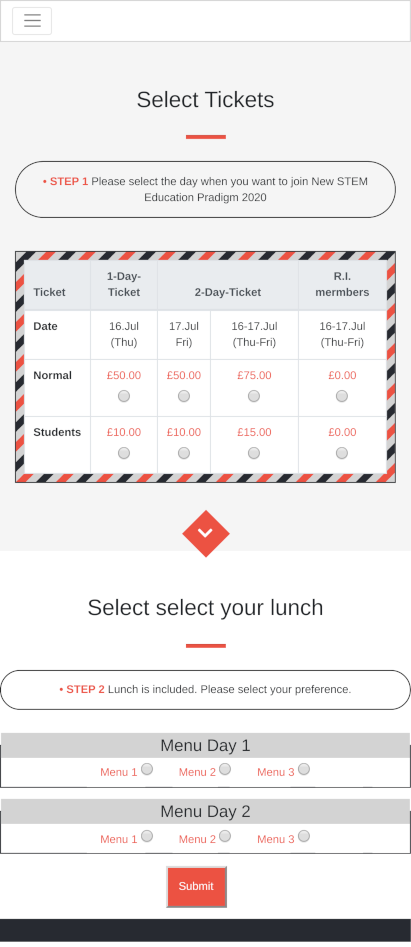 Select Tickets
• STEP 1 Please select the day when you want to join New STEM
Education Pradigm 2020
Ticket 1-Day-Ticket 2-Day-Ticket R.I. mermbers
Date 16.Jul (Thu) 17.Jul Fri) 16-17.Jul (Thu-Fri) 16-17.Jul (Thu-Fri)
Normal £50.00 £50.00 £75.00 £0.00
Students £10.00 £10.00 £15.00 £0.00
Select select your lunch
• STEP 2 Lunch is included. Please select your preference.
Menu Day 1
Menu 1 Menu 2 Menu 3
Menu Day 2
Menu 1 Menu 2 Menu 3
Submit